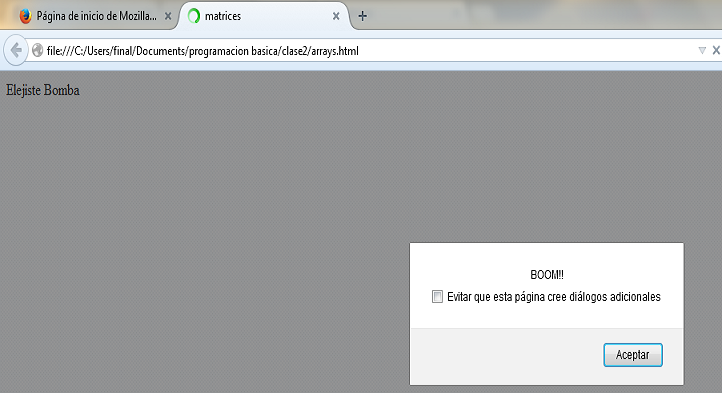 Página de inicio de Mozilla...
matrices
file:///C:/Users/final/Documents/programacion basica/clase2/arrays.html
Elejiste Bomba
BOOM!!
Evitar que esta página cree diálogos adicionales
Aceptar